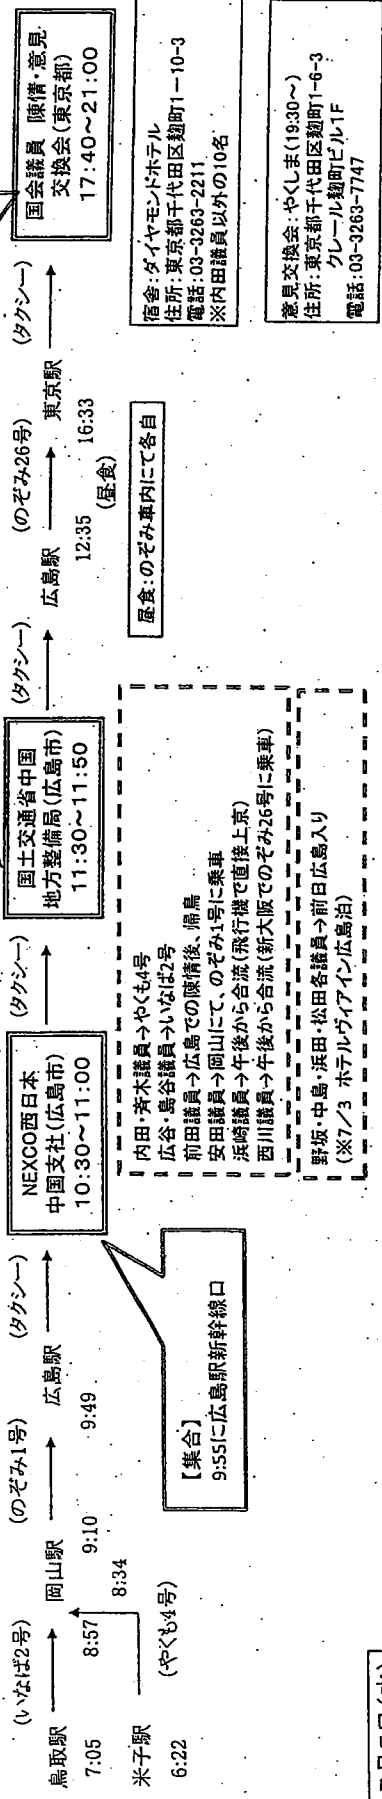 (いなば2号)
(のぞみ1号)
(タクシー)
(タクシー)
(タクシー)
(のぞみ26号)
(タクシー)
鳥取駅
岡山駅
広島駅
NEXCO西日本
中国支社(広島市)
10:30~11:00
国土交通省中国
地方整備局(広島市)
11:30~11:50
広島駅
東京駅
国会議員 陳情・意見
交換会(東京都)
17:40~21:00
7:05
8:57
9:10
9:49
12:35
16:33
(昼食)
米子駅
8:34
6:22
(やくも4号)
【集合】
9:55に広島駅新幹線口
内田・斉木議員→やくも4号
広谷・島谷議員→いなば2号
前田議員→広島での陳情後、帰鳥
安田議員→岡山にて、のぞみ1号に乗車
浜崎議員→午後から合流(飛行機で直接上京)
西川議員→午後から合流(新大阪でのぞみ26号に乗車)
野坂・中島・浜田・松田各議員→前日広島入り
(※7/3 ホテルヴィアイン広島泊)
昼食:のぞみ車内にて各自
宿舎:ダイヤモンドホテル
住所:東京都千代田区麹町1-10-3
電話:03-3263-2211
※内田議員以外の10名
意見交換会:やくしま(19:30~)
住所:東京都千代田区麹町1-6-3
クレール麹町ビル1F
電話:03-3263-7747